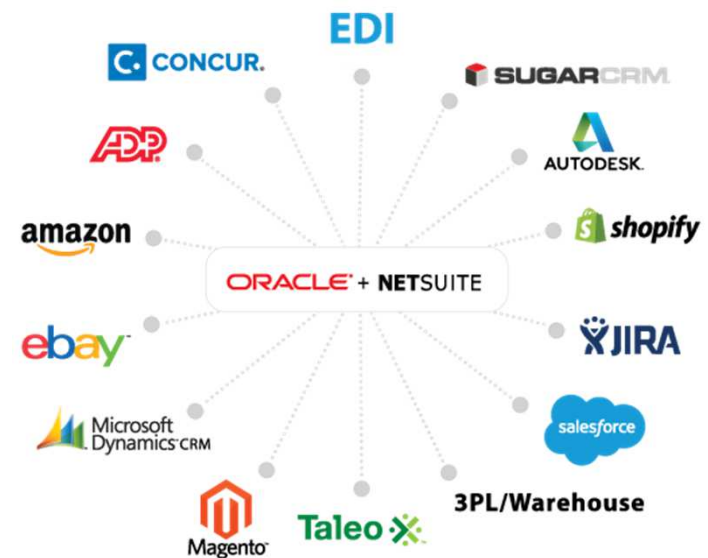 EDI
C. CONCUR.
SUGARCRM
ADP
AUTODESK
amazon
shopify
ORACLE + NETSUITE
ebay
JIRA
Microsoft
Dynamics CRM
salesforce
3PL/Warehouse
Taleo
Magento